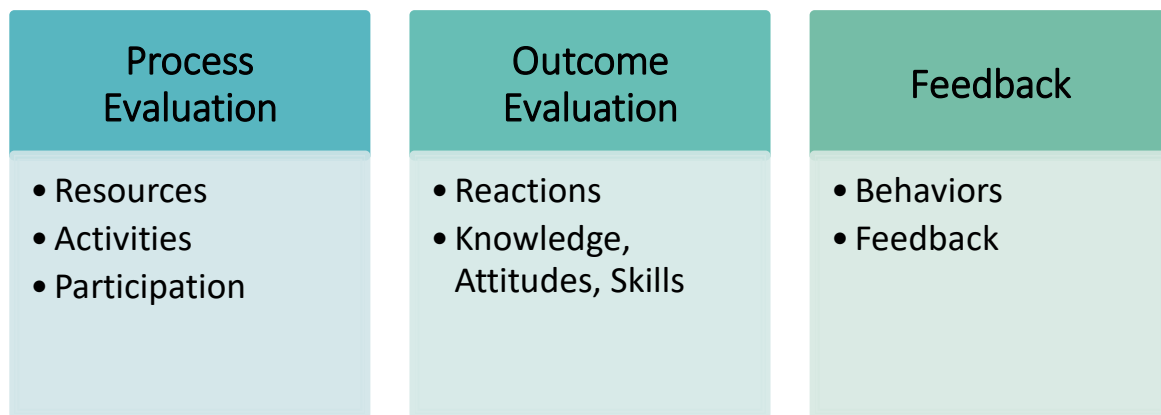 Process
Evaluation
• Resources
• Activities
• Participation
Outcome
Evaluation
• Reactions
• Knowledge,
Attitudes, Skills
Feedback
• Behaviors
• Feedback